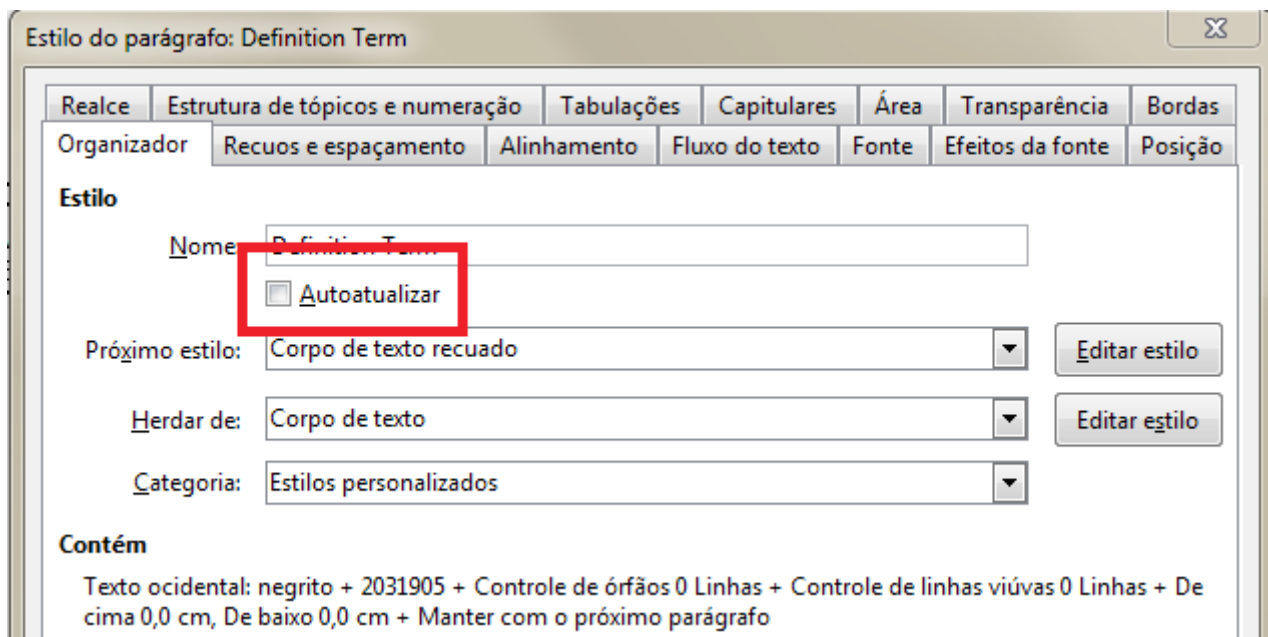 Estilo do parágrafo: Definition Term
Realce Estrutura de tópicos e numeração Tabulações Capitulares Área Transparência Bordas
Organizador Recuos e espaçamento Alinhamento Fluxo do texto Fonte Efeitos da fonte Posição
Estilo
Nome: Definition Term
Autoatualizar
Próximo estilo: Corpo de texto recuado Editar estilo
Herdar de: Corpo de texto Editar estilo
Categoria: Estilos personalizados
Contém
Texto ocidental: negrito + 2031905 + Controle de órfãos 0 Linhas + Controle de linhas viúvas 0 Linhas + De
cima 0,0 cm, De baixo 0,0 cm + Manter com o próximo parágrafo